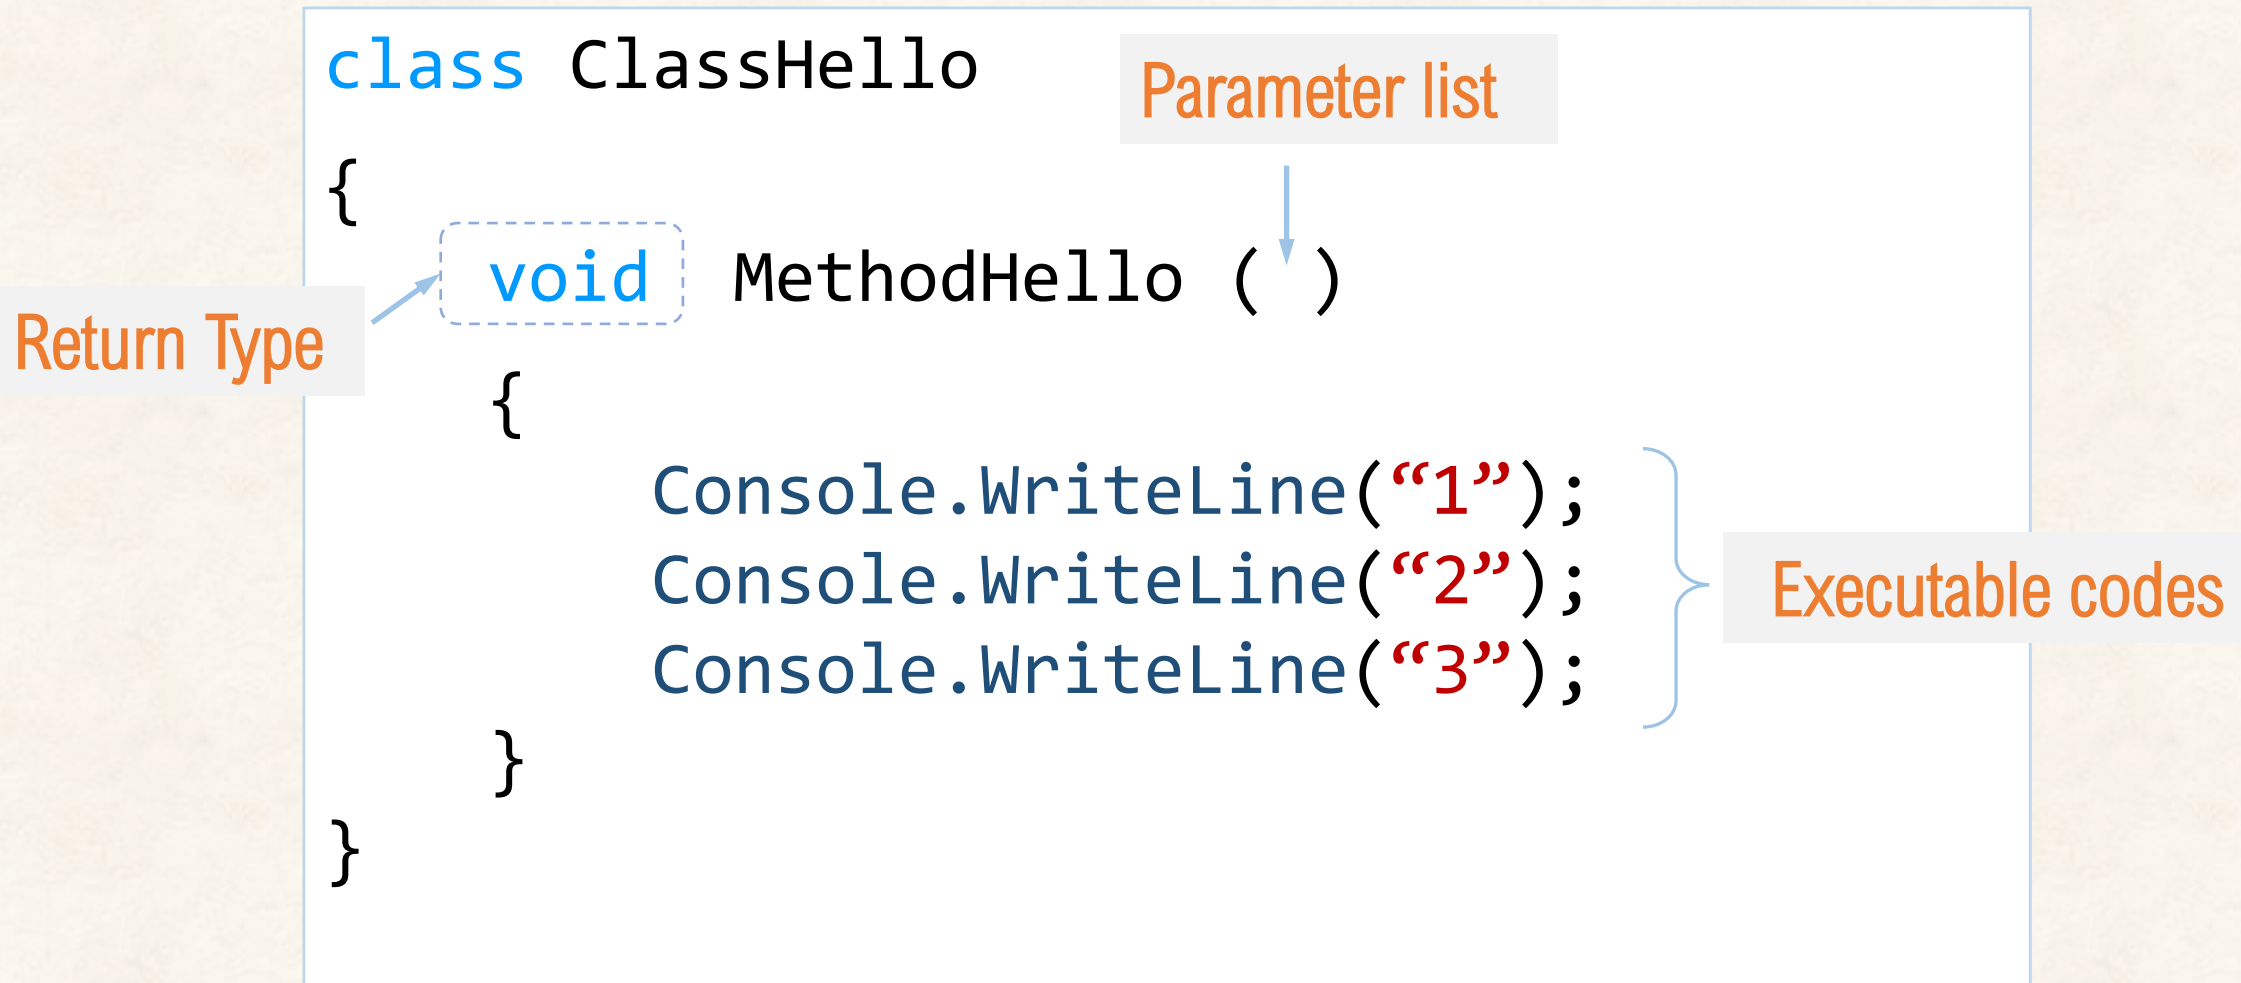 class ClassHello
Parameter list
{
void MethodHello ( )
Return Type
{
Console.WriteLine(“1”);
Console.WriteLine(“2”);
Executable codes
Console.WriteLine(“3”);
}
}